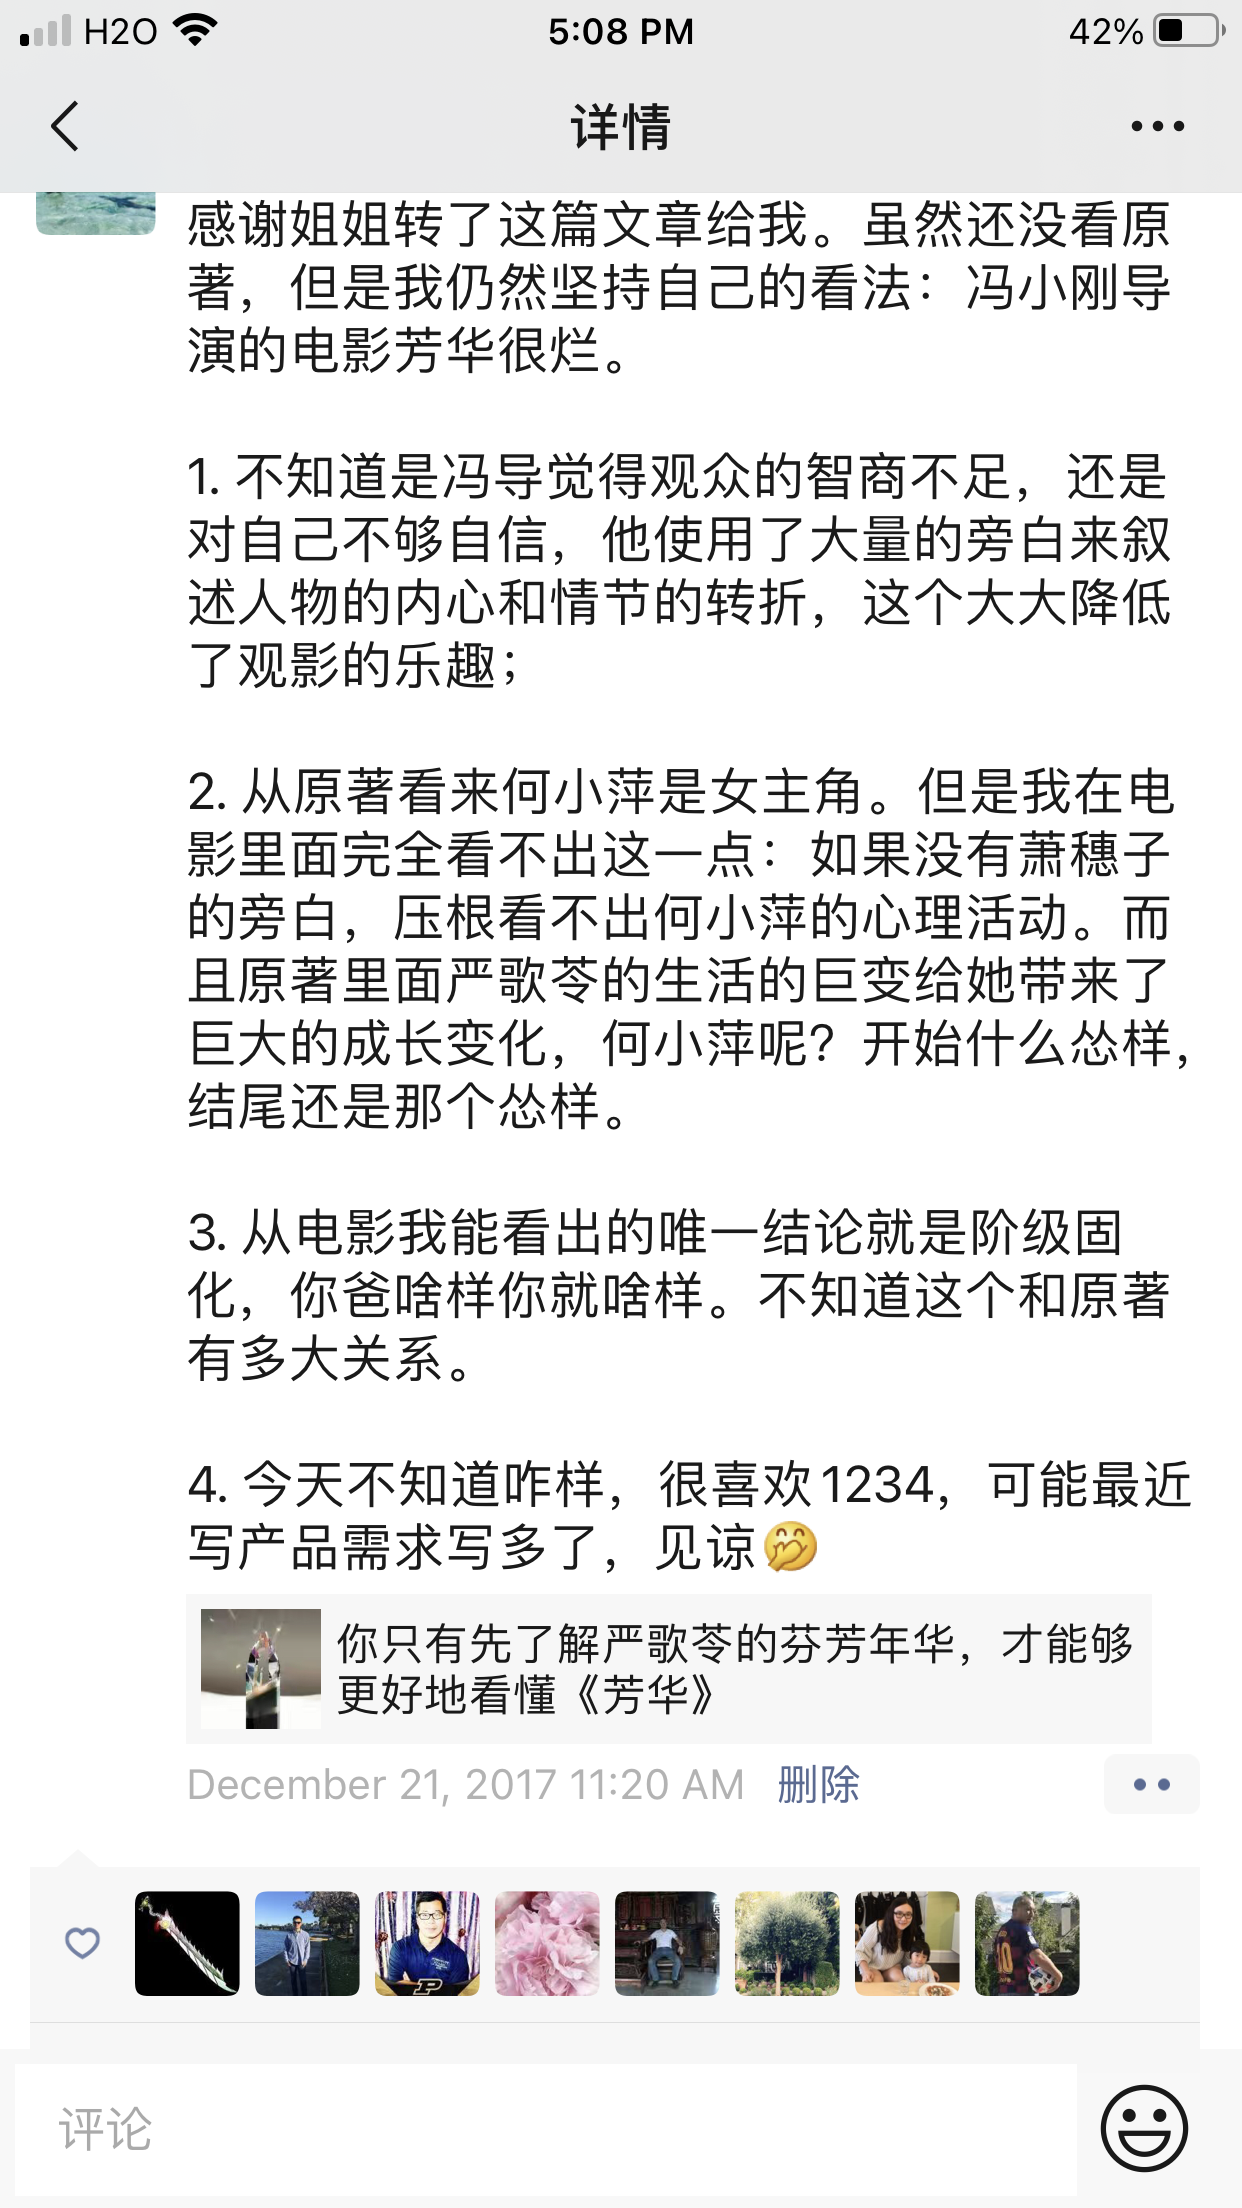 H2O
5:08 PM
42%
详情
感谢姐姐转了这篇文章给我。虽然还没看原
著，但是我仍然坚持自己的看法：冯小刚导
演的电影芳华很烂。
1. 不知道是冯导觉得观众的智商不足，还是
对自己不够自信，他使用了大量的旁白来叙
述人物的内心和情节的转折，这个大大降低
了观影的乐趣；
2. 从原著看来何小萍是女主角。但是我在电
影里面完全看不出这一点：如果没有萧穗子
的旁白，压根看不出何小萍的心理活动。而
且原著里面严歌苓的生活的巨变给她带来了
巨大的成长变化，何小萍呢？开始什么怂样，
结尾还是那个怂样。
3. 从电影我能看出的唯一结论就是阶级固
化，你爸啥样你就啥样。不知道这个和原著
有多大关系。
4. 今天不知道咋样，很喜欢1234，可能最近
写产品需求写多了，见谅🤭
你只有先了解严歌苓的芬芳年华，才能够
更好地看懂《芳华》
December 21, 2017 11:20 AM 删除
P
10
评论